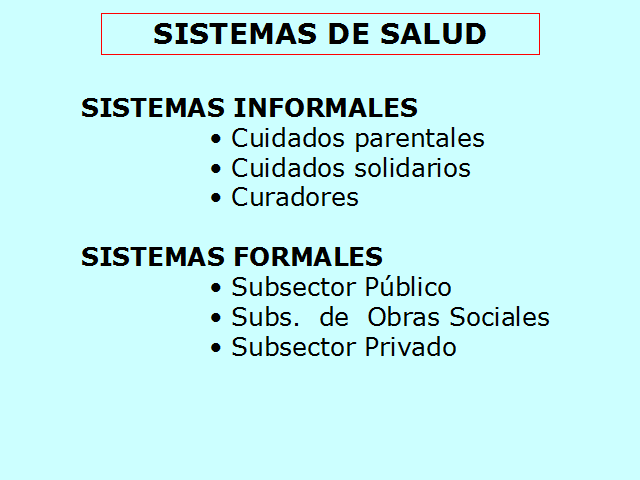 SISTEMAS DE SALUD
SISTEMAS INFORMALES
• Cuidados parentales
• Cuidados solidarios
• Curadores
SISTEMAS FORMALES
• Subsector Público
• Subs. de Obras Sociales
• Subsector Privado